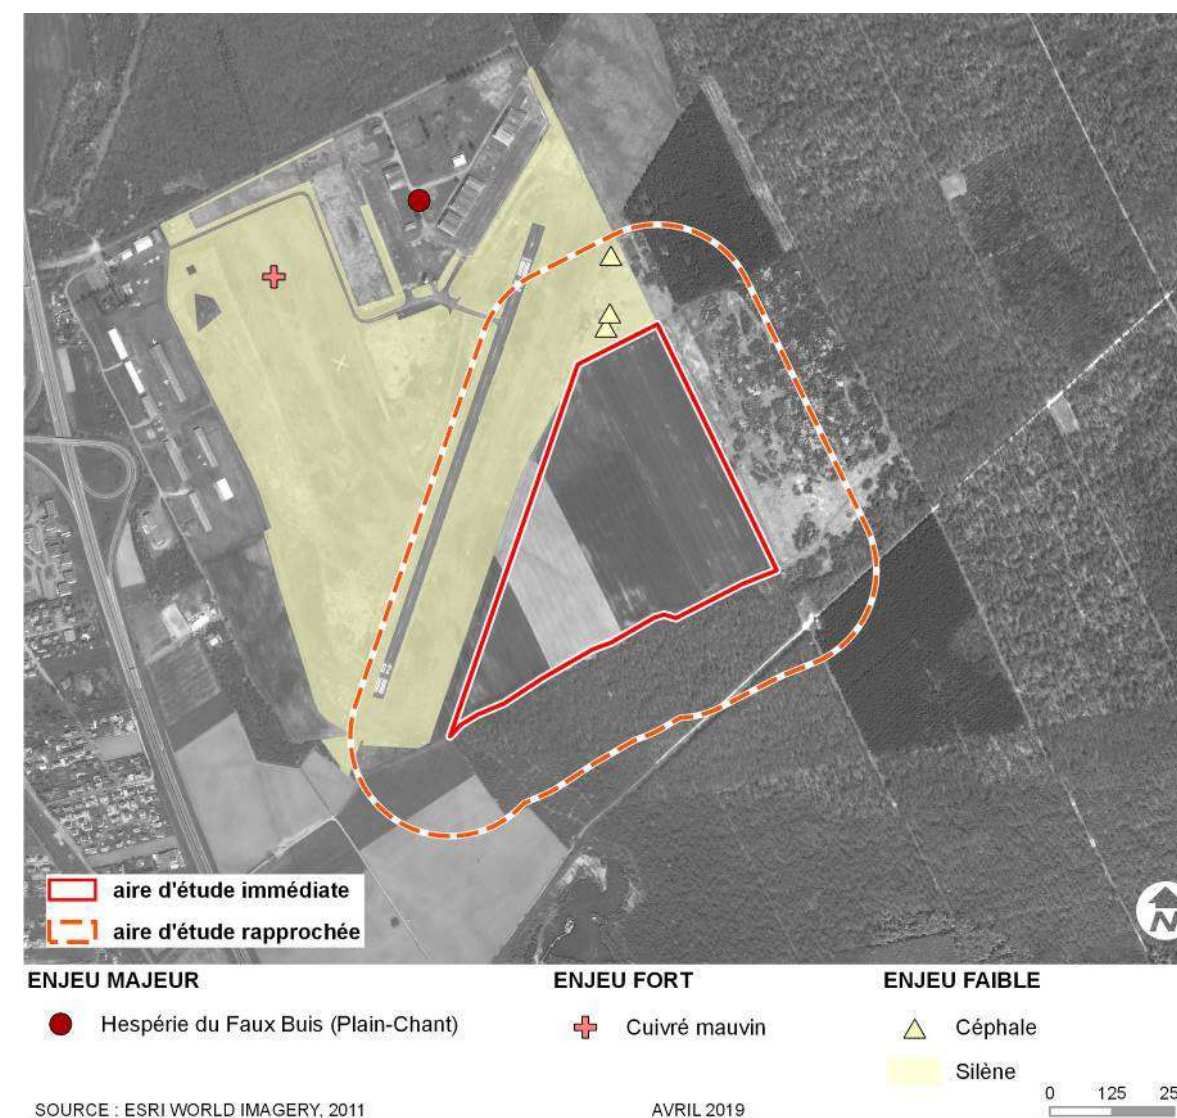 N
aire d'étude immédiate
aire d'étude rapprochée
ENJEU MAJEUR
ENJEU FORT
ENJEU FAIBLE
Hespérie du Faux Buis (Plain-Chant)
Cuivré mauvin
Céphale
Silène
0 125
SOURCE : ESRI WORLD IMAGERY, 2011
AVRIL 2019